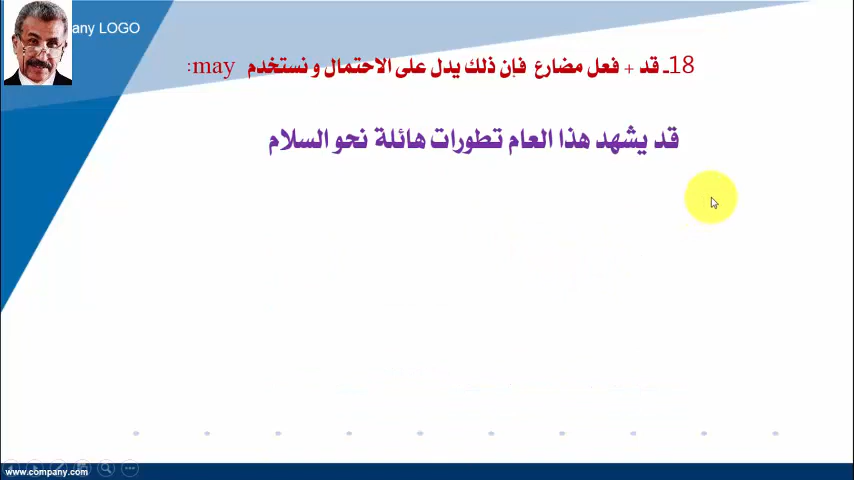 any LOGO
18ـ قد + فعل مضارع فإن ذلك يدل على الاحتمال و نستخدم may:
قد يشهد هذا العام تطورات هائلة نحو السلام
www.company.com